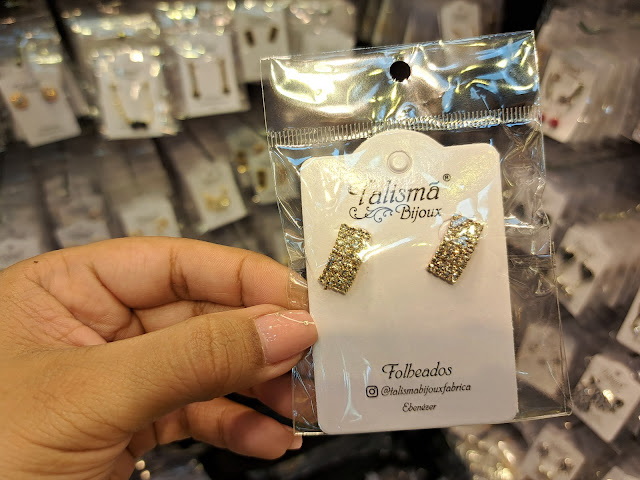 Talismã®
Bijoux
Folheados
@talismabijouxfabrica
Ebenézer